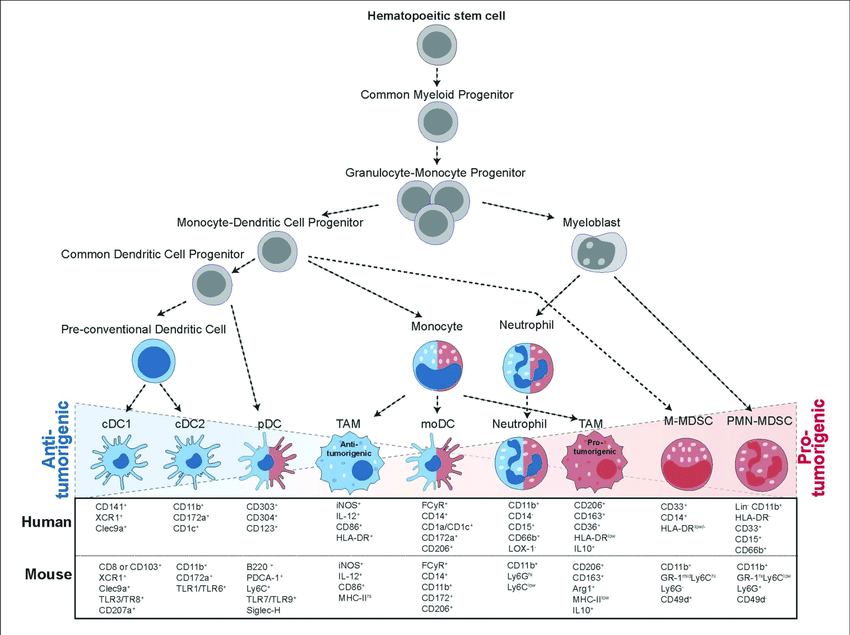 Hematopoeitic stem cell
Common Myeloid Progenitor
Granulocyte-Monocyte Progenitor
Monocyte-Dendritic Cell Progenitor
Myeloblast
Common Dendritic Cell Progenitor
Pre-conventional Dendritic Cell
Monocyte
Neutrophil
Anti-
tumorigenic
cDC1
cDC2
pDC
TAM
Anti-
tumorigenic
moDC
Neutrophil
TAM
Pro-
tumorigenic
M-MDSC
PMN-MDSC
Pro-
tumorigenic
Human
CD141⁺
XCR1⁺
Clec9a⁺
CD11b⁺
CD172a⁺
CD1c⁺
CD303⁺
CD304⁺
CD123⁺
iNOS⁺
IL-12⁺
CD86⁺
HLA-DR⁺
FCγR⁺
CD14⁺
CD1a/CD1c⁺
CD172a⁺
CD206⁺
CD11b⁺
CD14⁻
CD15⁺
CD66b⁺
LOX-1⁻
CD206⁺
CD163⁺
CD36⁺
HLA-DRˡᵒʷ
IL10⁺
CD33⁺
CD14⁺
HLA-DRˡᵒʷ/⁻
Lin⁻ CD11b⁺
HLA-DR⁻
CD33⁺
CD15⁺
CD66b⁺
Mouse
CD8 or CD103⁺
XCR1⁺
Clec9a⁺
TLR3/TR8⁺
CD207a⁺
CD11b⁺
CD172a⁺
TLR1/TLR6⁺
B220 ⁺
PDCA-1⁺
Ly6C⁺
TLR7/TLR9⁺
Siglec-H
iNOS⁺
IL-12⁺
CD86⁺
MHC-IIʰⁱ
FCγR⁺
CD14⁺
CD11b⁺
CD172⁺
CD206⁺
CD11b⁺
Ly6Gʰⁱ
Ly6Cˡᵒʷ
CD206⁺
CD163⁺
Arg1⁺
MHC-IIˡᵒʷ
IL10⁺
CD11b⁺
GR-1ᵐⁱᵈLy6Cʰⁱ
Ly6G⁻
CD49d⁺
CD11b⁺
GR-1ʰⁱLy6Cˡᵒʷ
Ly6G⁺
CD49d⁻